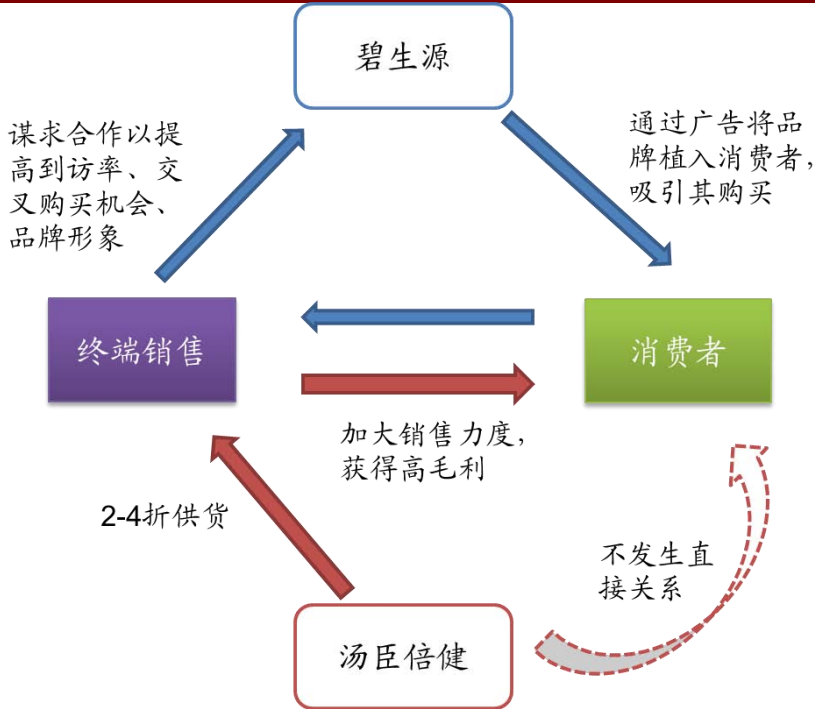 碧生源
谋求合作以提
高到访率、交
叉购买机会、
品牌形象
通过广告将品
牌植入消费者，
吸引其购买
终端销售
消费者
加大销售力度，
获得高毛利
2-4折供货
不发生直
接关系
汤臣倍健